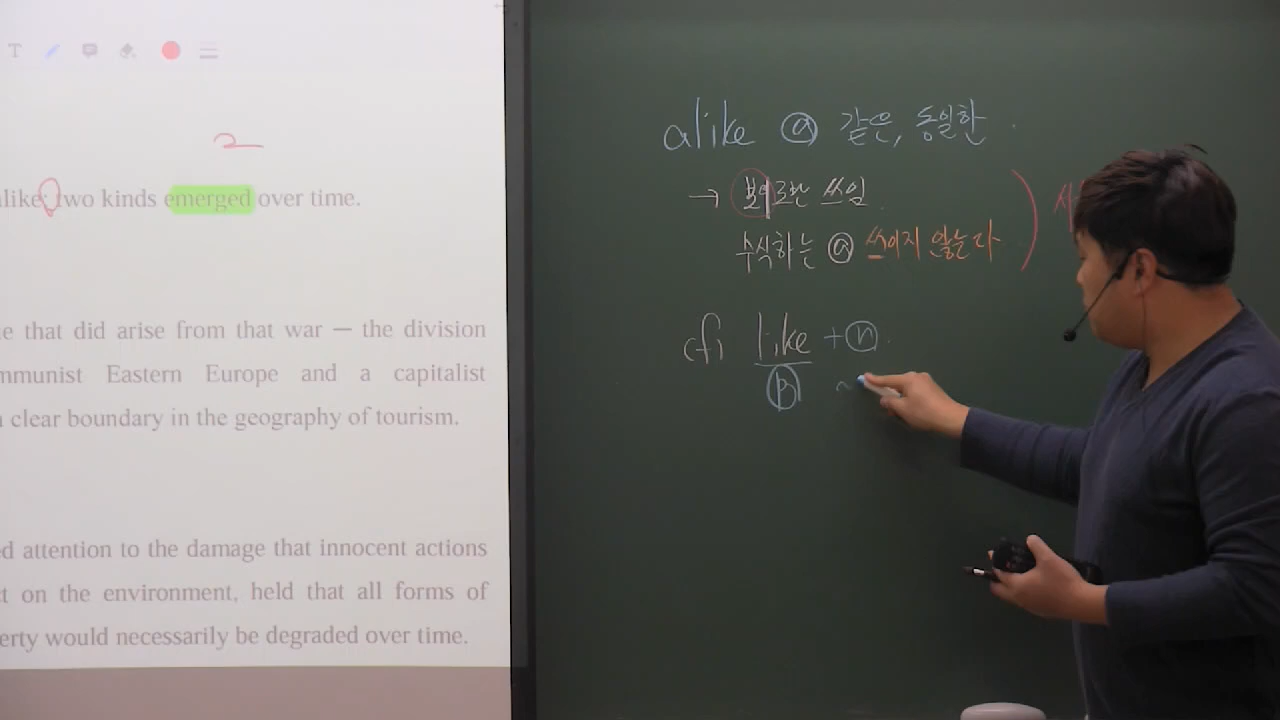 T
2
alike: two kinds emerged over time.
e that did arise from that war — the division
mmunist Eastern Europe and a capitalist
clear boundary in the geography of tourism.
ed attention to the damage that innocent actions
ct on the environment, held that all forms of
erty would necessarily be degraded over time.
alike ⓐ 같은, 동일한
→ 보어로만 쓰임
수식하는 ⓐ 쓰이지 않는다
cf) like + ⓝ
ⓟ ~